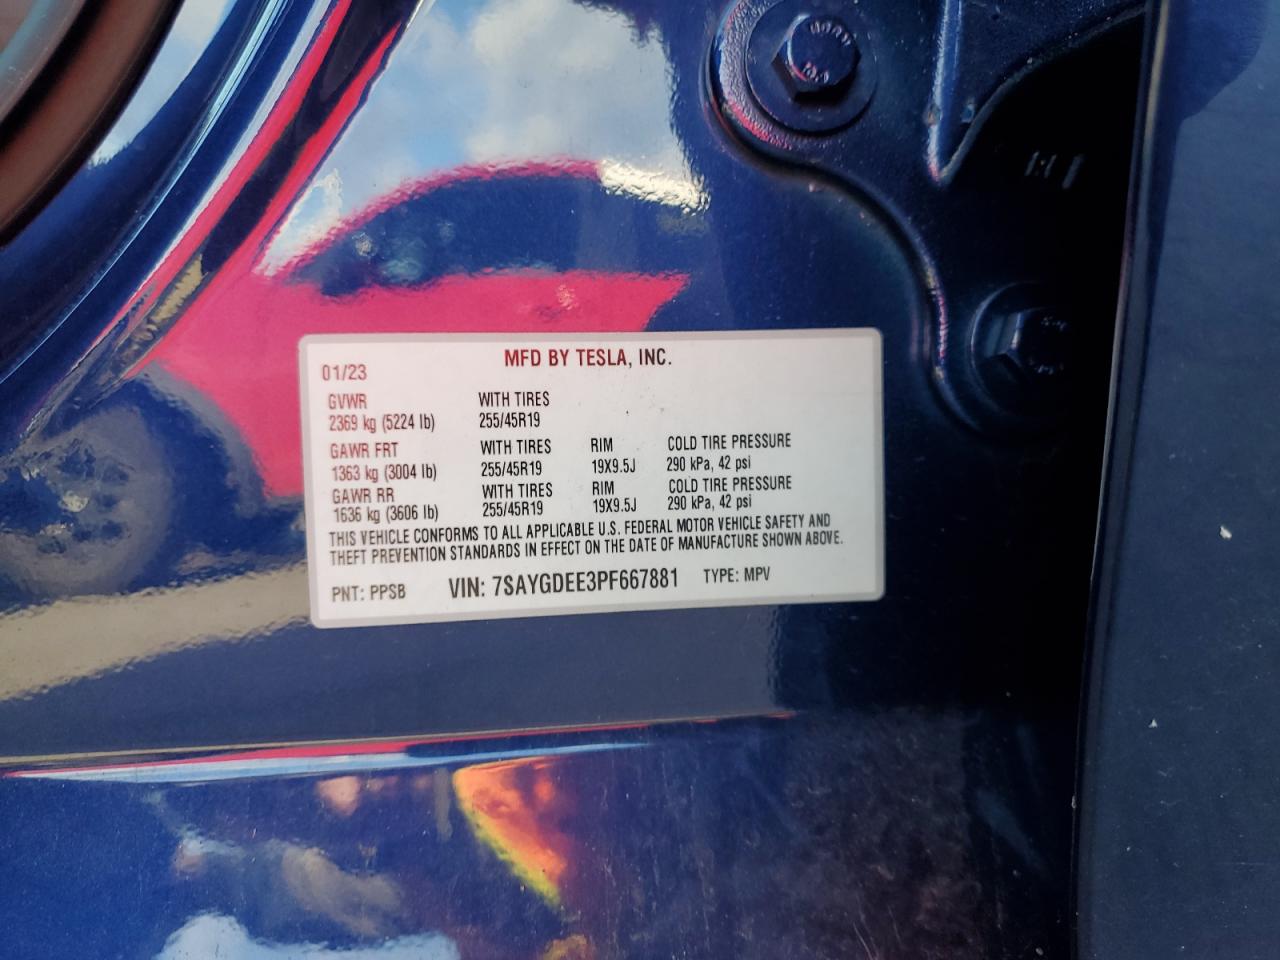 MFD BY TESLA, INC.
01/23
GVWR WITH TIRES
2369 kg (5224 lb) 255/45R19
GAWR FRT WITH TIRES RIM COLD TIRE PRESSURE
1363 kg (3004 lb) 255/45R19 19X9.5J 290 kPa, 42 psi
GAWR RR WITH TIRES RIM COLD TIRE PRESSURE
1636 kg (3606 lb) 255/45R19 19X9.5J 290 kPa, 42 psi
THIS VEHICLE CONFORMS TO ALL APPLICABLE U.S. FEDERAL MOTOR VEHICLE SAFETY AND
THEFT PREVENTION STANDARDS IN EFFECT ON THE DATE OF MANUFACTURE SHOWN ABOVE.
PNT: PPSB VIN: 7SAYGDEE3PF667881 TYPE: MPV